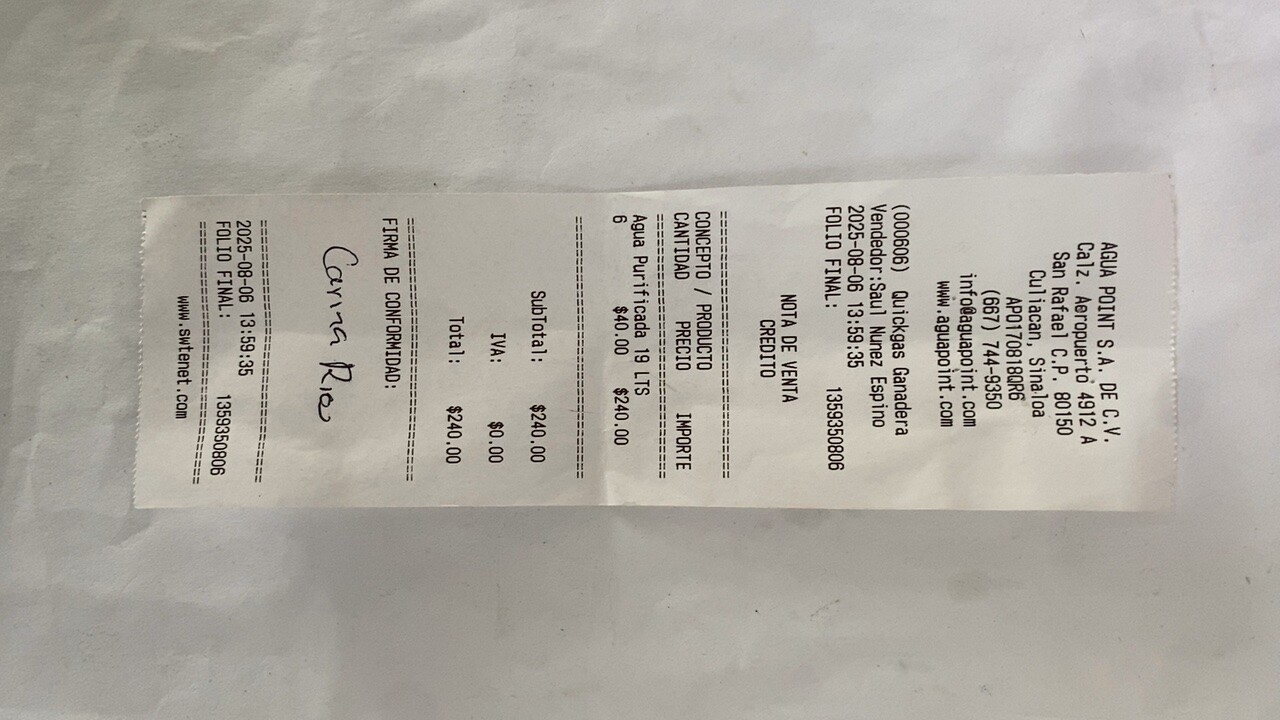 AGUA POINT S.A. DE C.V.
Calz. Aeropuerto 4912 A
San Rafael C.P. 80150
Culiacan, Sinaloa
APO170818QR6
(667) 744-9350
info@aguapoint.com
www.aguapoint.com
(000606) Quickgas Ganadera
Vendedor:Saul Nunez Espino
2025-08-06 13:59:35
FOLIO FINAL: 1359350806
NOTA DE VENTA
CREDITO
CONCEPTO / PRODUCTO
CANTIDAD PRECIO IMPORTE
Agua Purificada 19 LTS
6 $40.00 $240.00
SubTotal: $240.00
IVA: $0.00
Total: $240.00
FIRMA DE CONFORMIDAD:
2025-08-06 13:59:35
FOLIO FINAL: 1359350806
www.swtenet.com